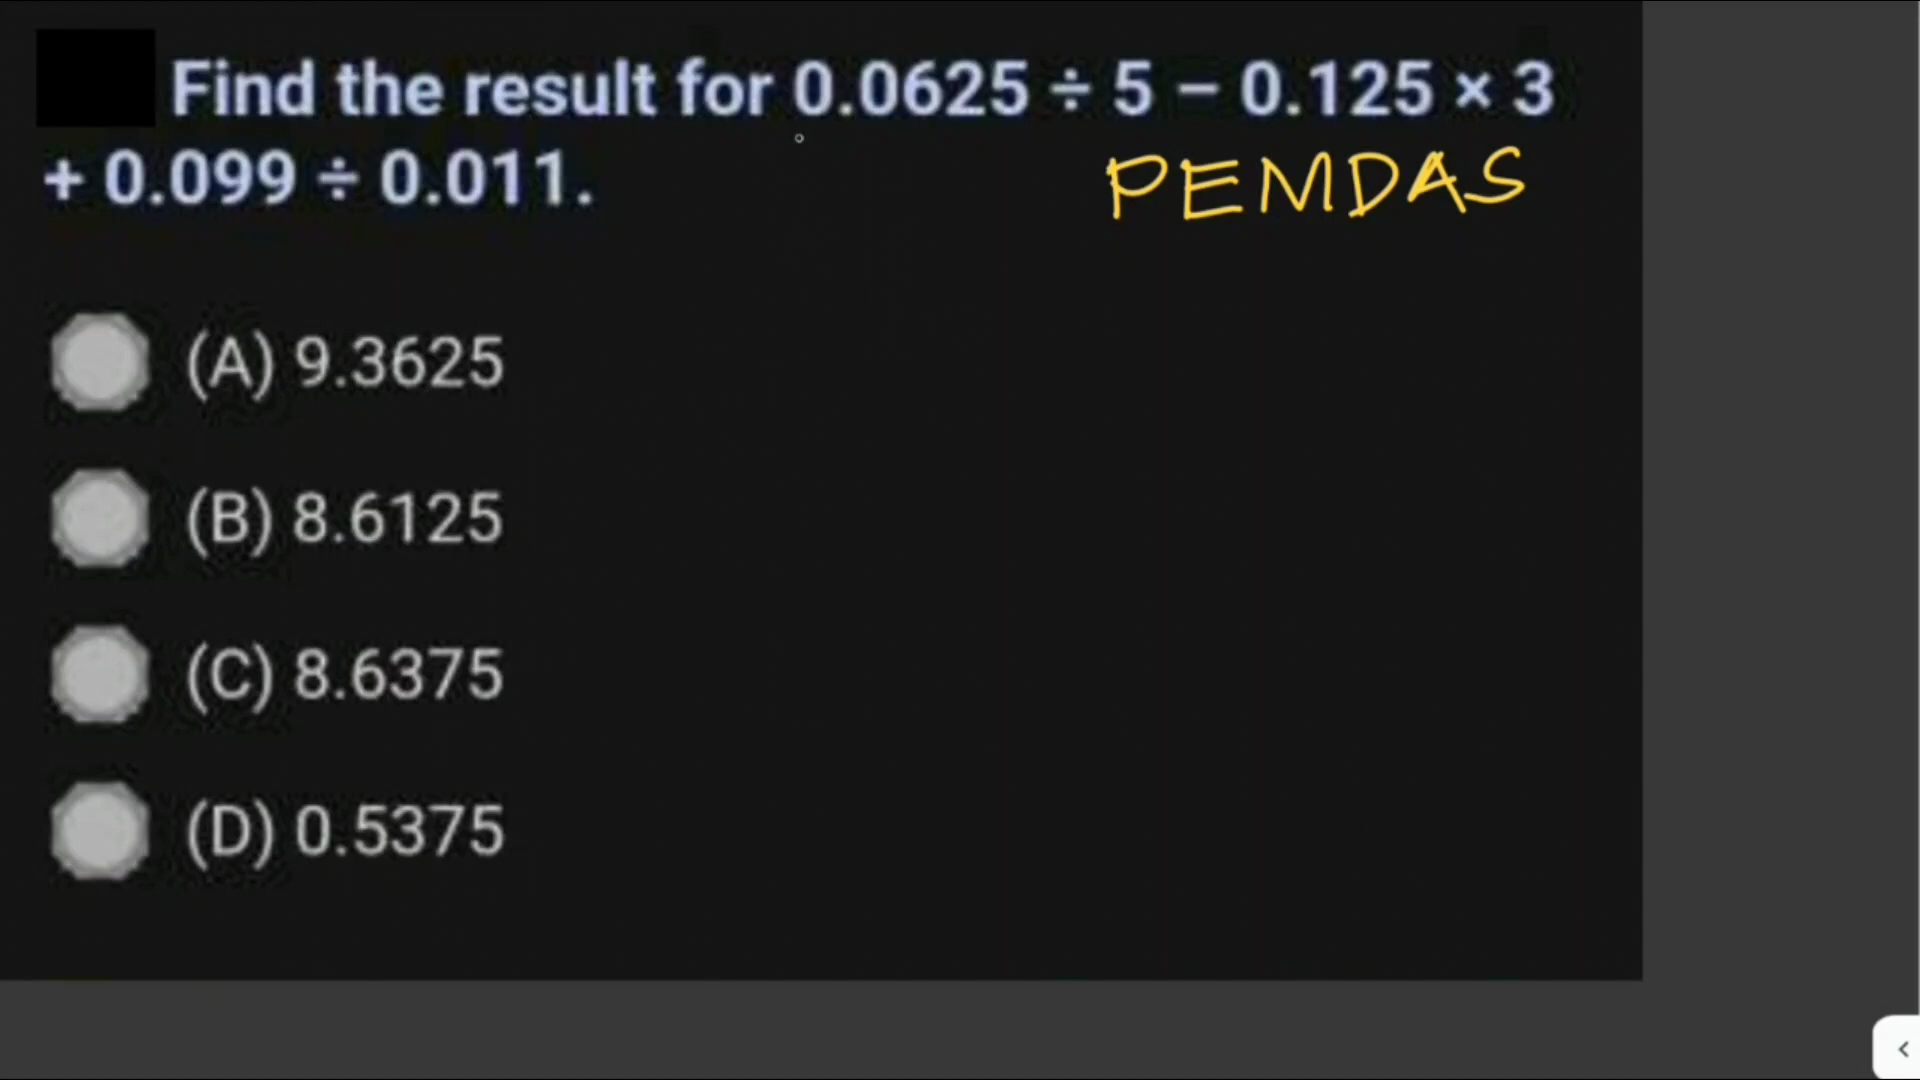 Find the result for 0.0625 ÷ 5 − 0.125 × 3
+ 0.099 ÷ 0.011.
PEMDAS
(A) 9.3625
(B) 8.6125
(C) 8.6375
(D) 0.5375